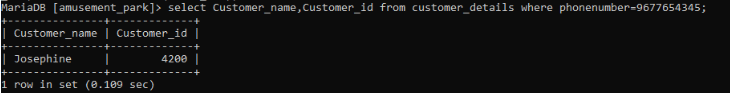 MariaDB [amusement_park]> select Customer_name,Customer_id from customer_details where phonenumber=9677654345;
+---------------+-------------+
| Customer_name | Customer_id |
+---------------+-------------+
| Josephine     |        4200 |
+---------------+-------------+
1 row in set (0.109 sec)